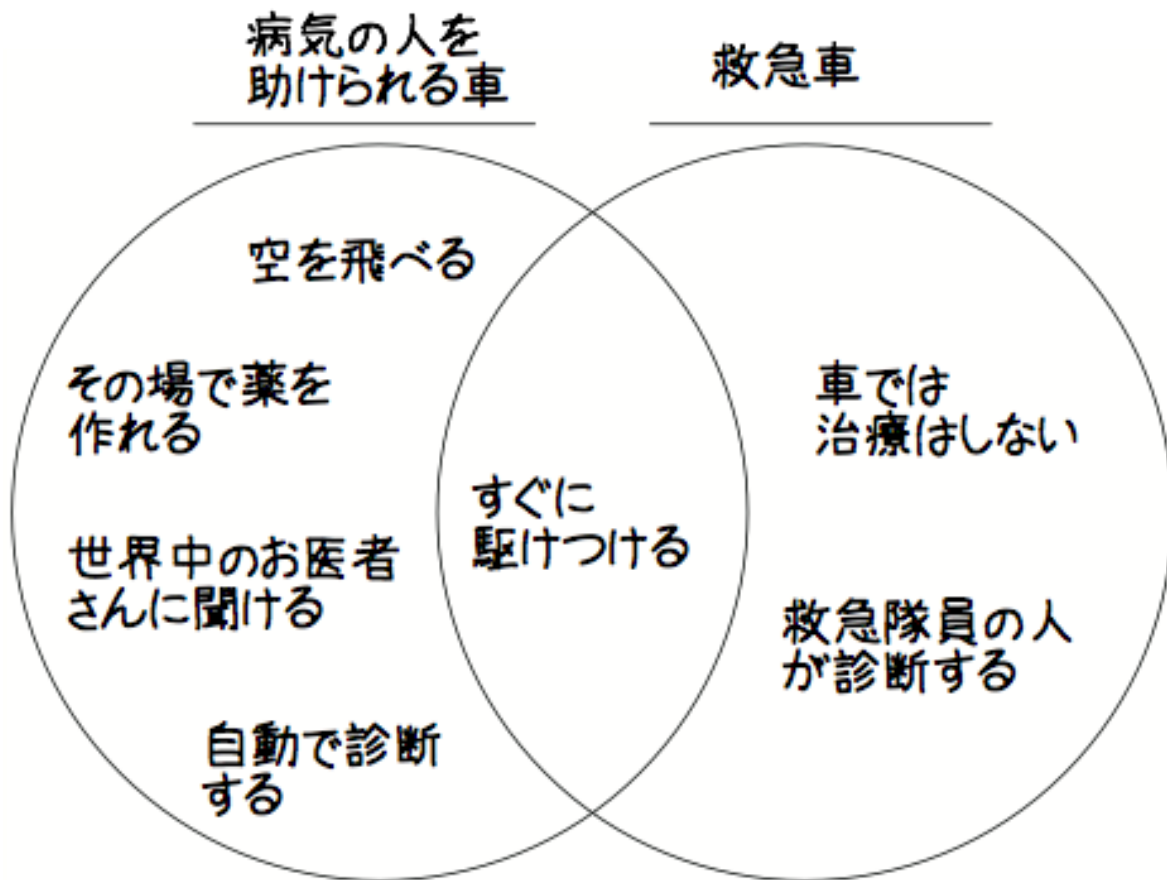 病気の人を
助けられる車
救急車
空を飛べる
その場で薬を
作れる
世界中のお医者
さんに聞ける
自動で診断
する
すぐに
駆けつける
車では
治療はしない
救急隊員の人
が診断する